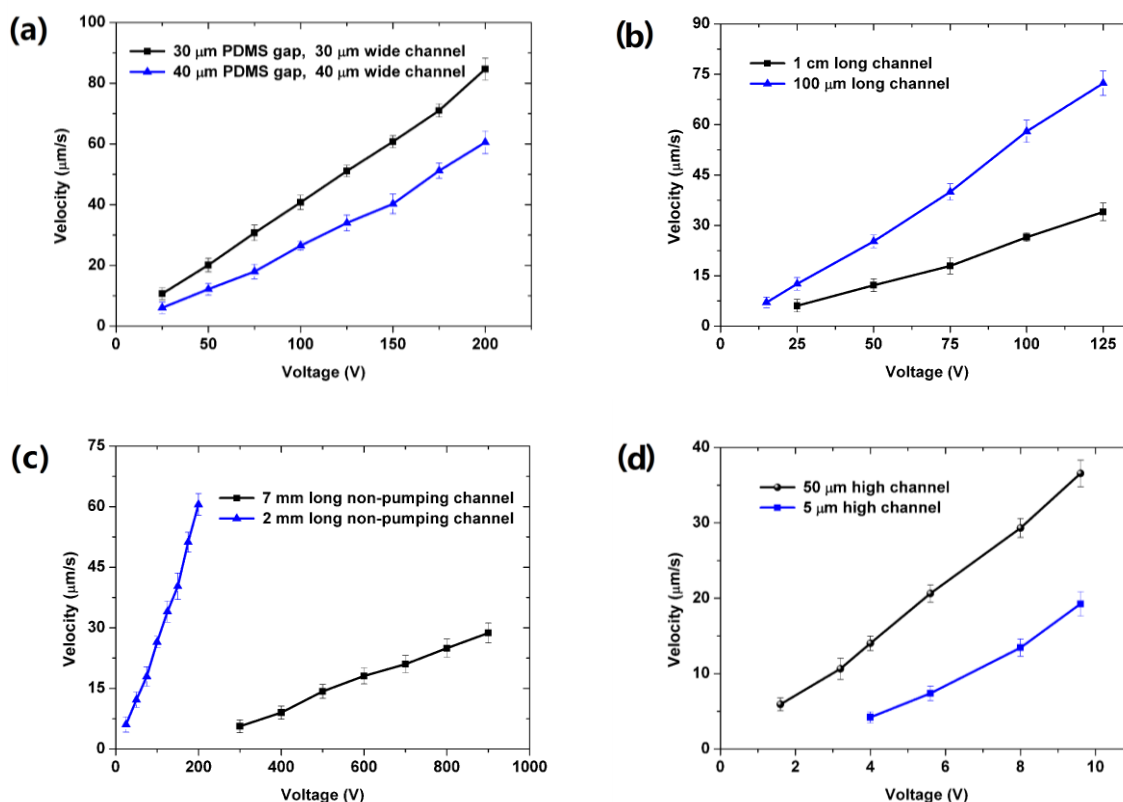 (a)
100
80
60
40
20
0
Velocity (µm/s)
30 µm PDMS gap, 30 µm wide channel
40 µm PDMS gap, 40 µm wide channel
0 50 100 150 200
Voltage (V)
(b)
90
75
60
45
30
15
0
Velocity (µm/s)
1 cm long channel
100 µm long channel
0 25 50 75 100 125
Voltage (V)
(c)
75
60
45
30
15
0
Velocity (µm/s)
7 mm long non-pumping channel
2 mm long non-pumping channel
0 200 400 600 800 1000
Voltage (V)
(d)
40
30
20
10
0
Velocity (µm/s)
50 µm high channel
5 µm high channel
2 4 6 8 10
Voltage (V)